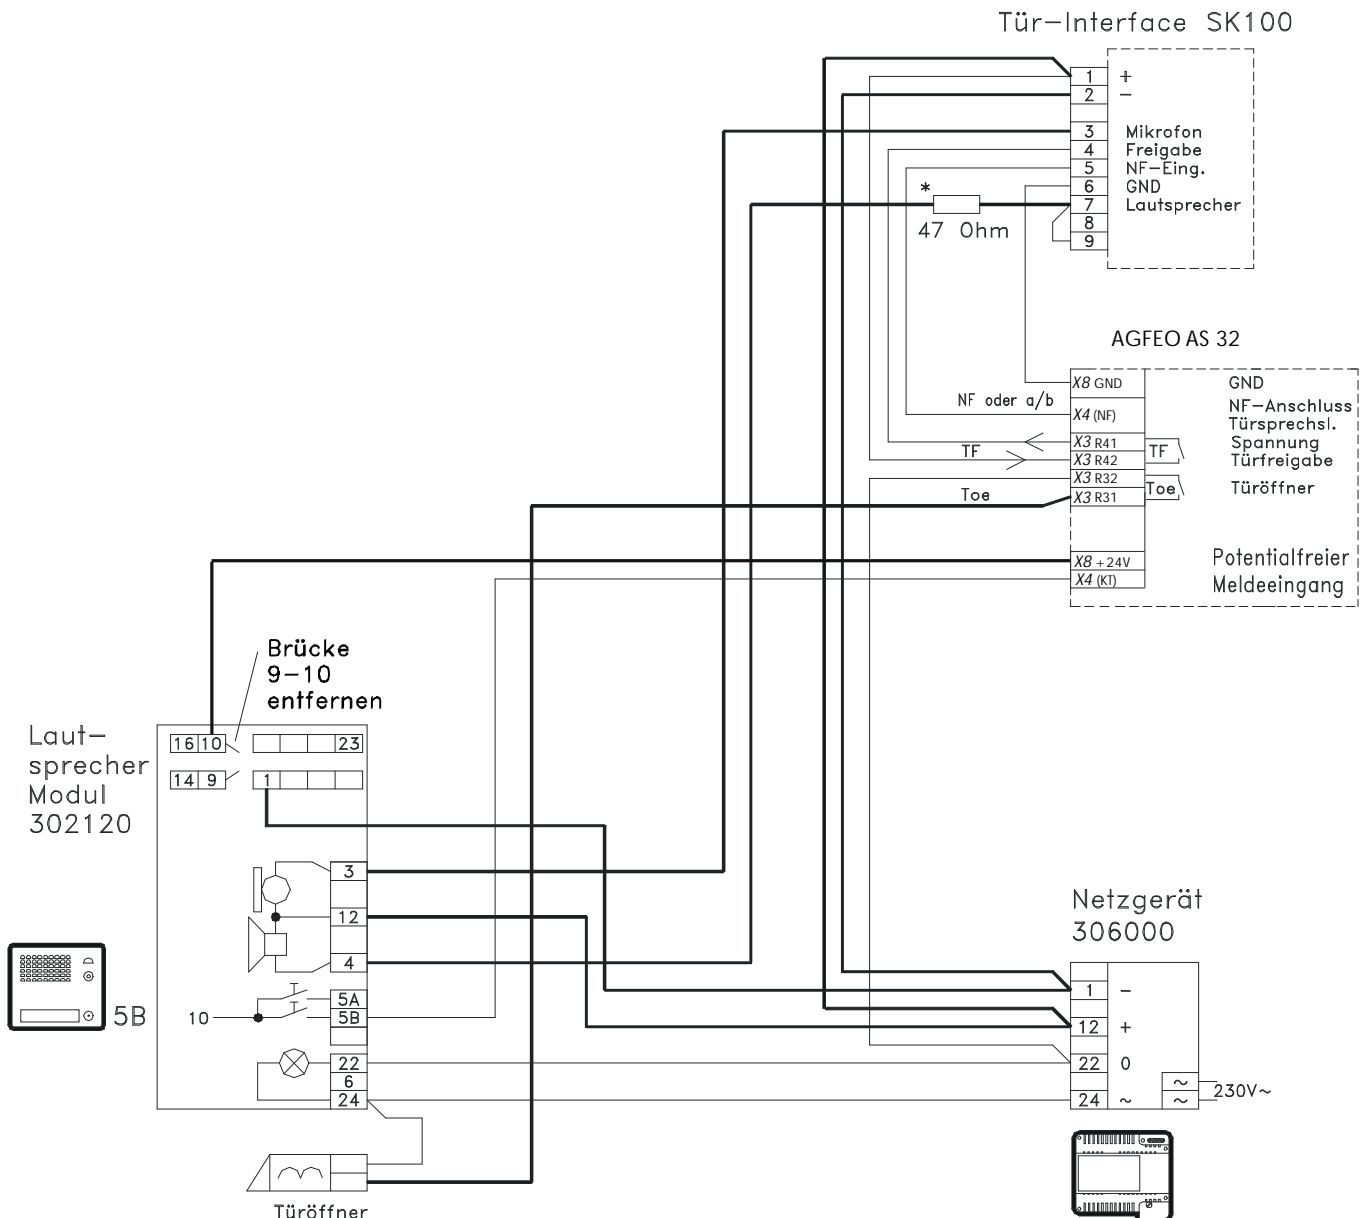 Tür-Interface SK100
1 +
2 -
3 Mikrofon
4 Freigabe
5 NF-Eing.
6 GND
7 Lautsprecher
8
9
*
47 Ohm
AGFEO AS 32
X8 GND GND
NF oder a/b X4 (NF) NF-Anschluss
Türsprechsl.
X3 R41 Spannung
TF X3 R42 TF Türfreigabe
X3 R32
Toe X3 R31 Toe Türöffner
X8 +24V Potentialfreier
X4 (KT) Meldeeingang
Brücke
9-10
entfernen
Laut-
sprecher
Modul
302120
16 10 23
14 9 1
3
12
4
5A
10 5B
5B
22
6
24
Türöffner
Netzgerät
306000
1 -
12 +
22 0
~
24 ~ ~ 230V~